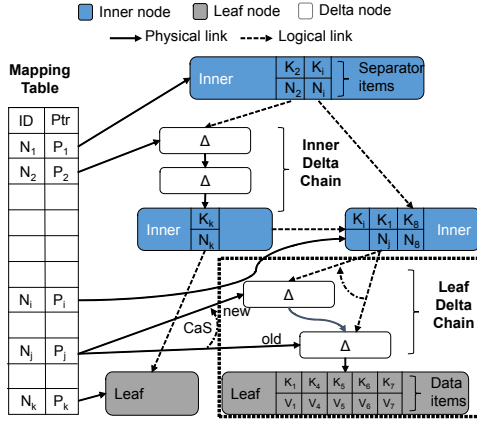 Inner node Leaf node Delta node
Physical link Logical link
Mapping
Table
ID Ptr
N1 P1
N2 P2
Ni Pi
Nj Pj
Nk Pk
Inner K2 Ki
N2 Ni
Separator
items
Δ
Δ
Inner
Delta
Chain
Inner Kk
Nk
Ki K1 K8 Inner
Nj N8
Δ
new
CaS
old
Δ
Leaf
Delta
Chain
Leaf
Leaf K1 K4 K5 K6 K7
V1 V4 V5 V6 V7
Data
items